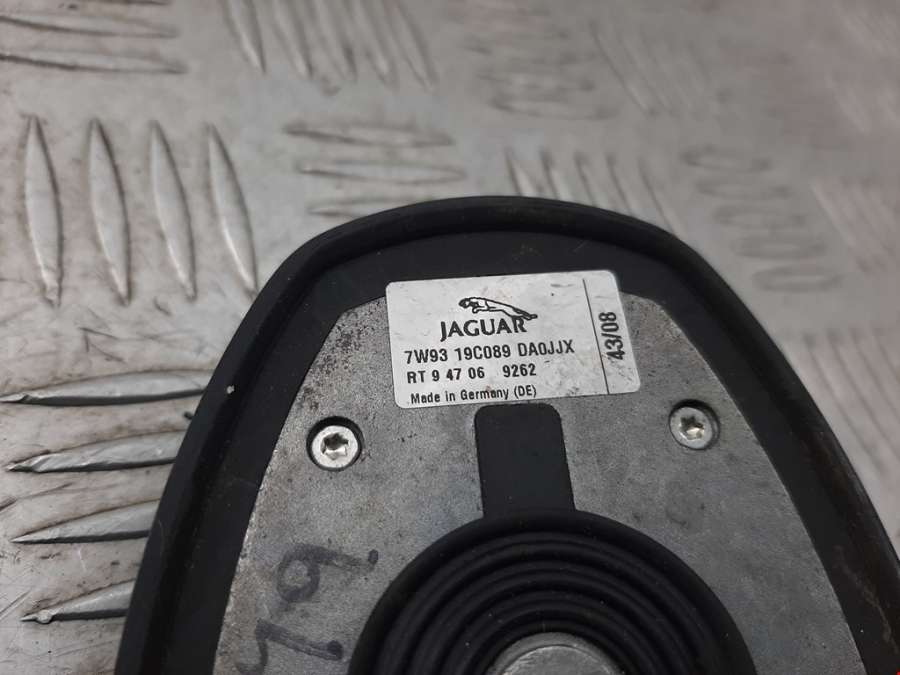 JAGUAR
7W93 19C089 DA0JJX
RT 9 47 06 9262
Made in Germany (DE)
43/08